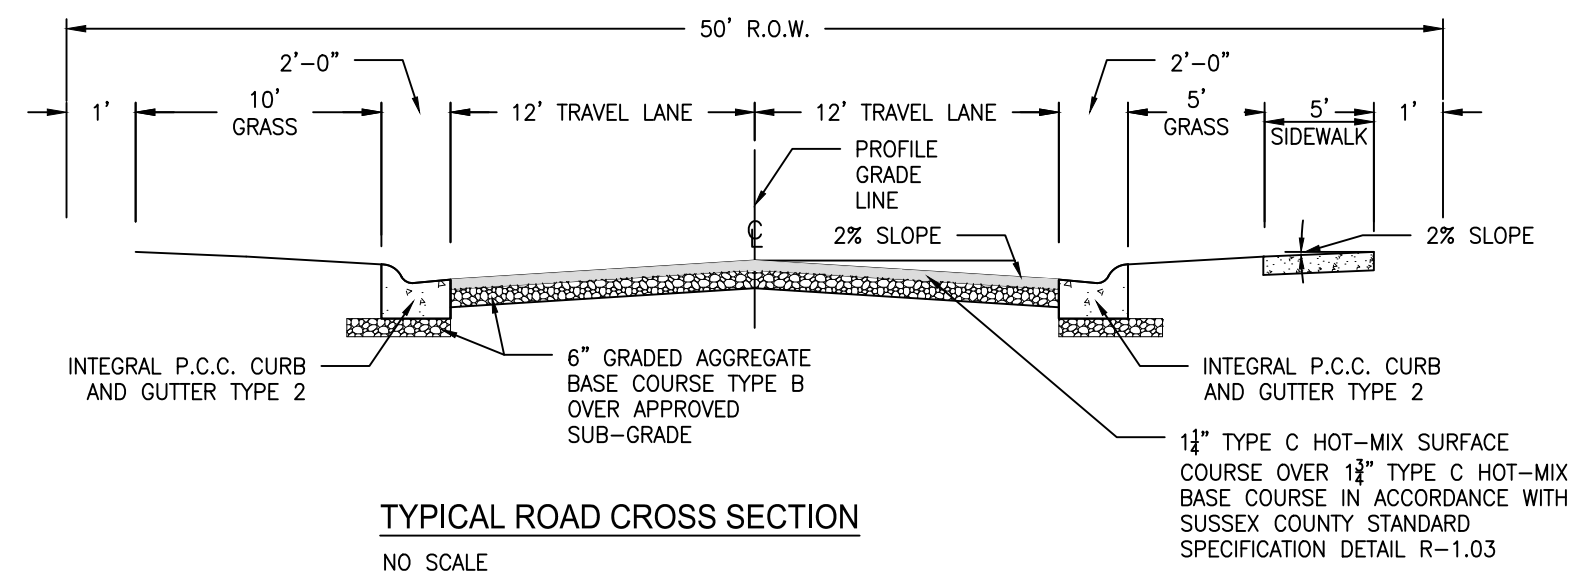 50' R.O.W.
2'-0"
2'-0"
1'
10'
GRASS
12' TRAVEL LANE
12' TRAVEL LANE
5'
GRASS
5'
SIDEWALK
1'
PROFILE
GRADE
LINE
℄
2% SLOPE
2% SLOPE
INTEGRAL P.C.C. CURB
AND GUTTER TYPE 2
6" GRADED AGGREGATE
BASE COURSE TYPE B
OVER APPROVED
SUB-GRADE
INTEGRAL P.C.C. CURB
AND GUTTER TYPE 2
1¼" TYPE C HOT-MIX SURFACE
COURSE OVER 1¾" TYPE C HOT-MIX
BASE COURSE IN ACCORDANCE WITH
SUSSEX COUNTY STANDARD
SPECIFICATION DETAIL R-1.03
TYPICAL ROAD CROSS SECTION
NO SCALE